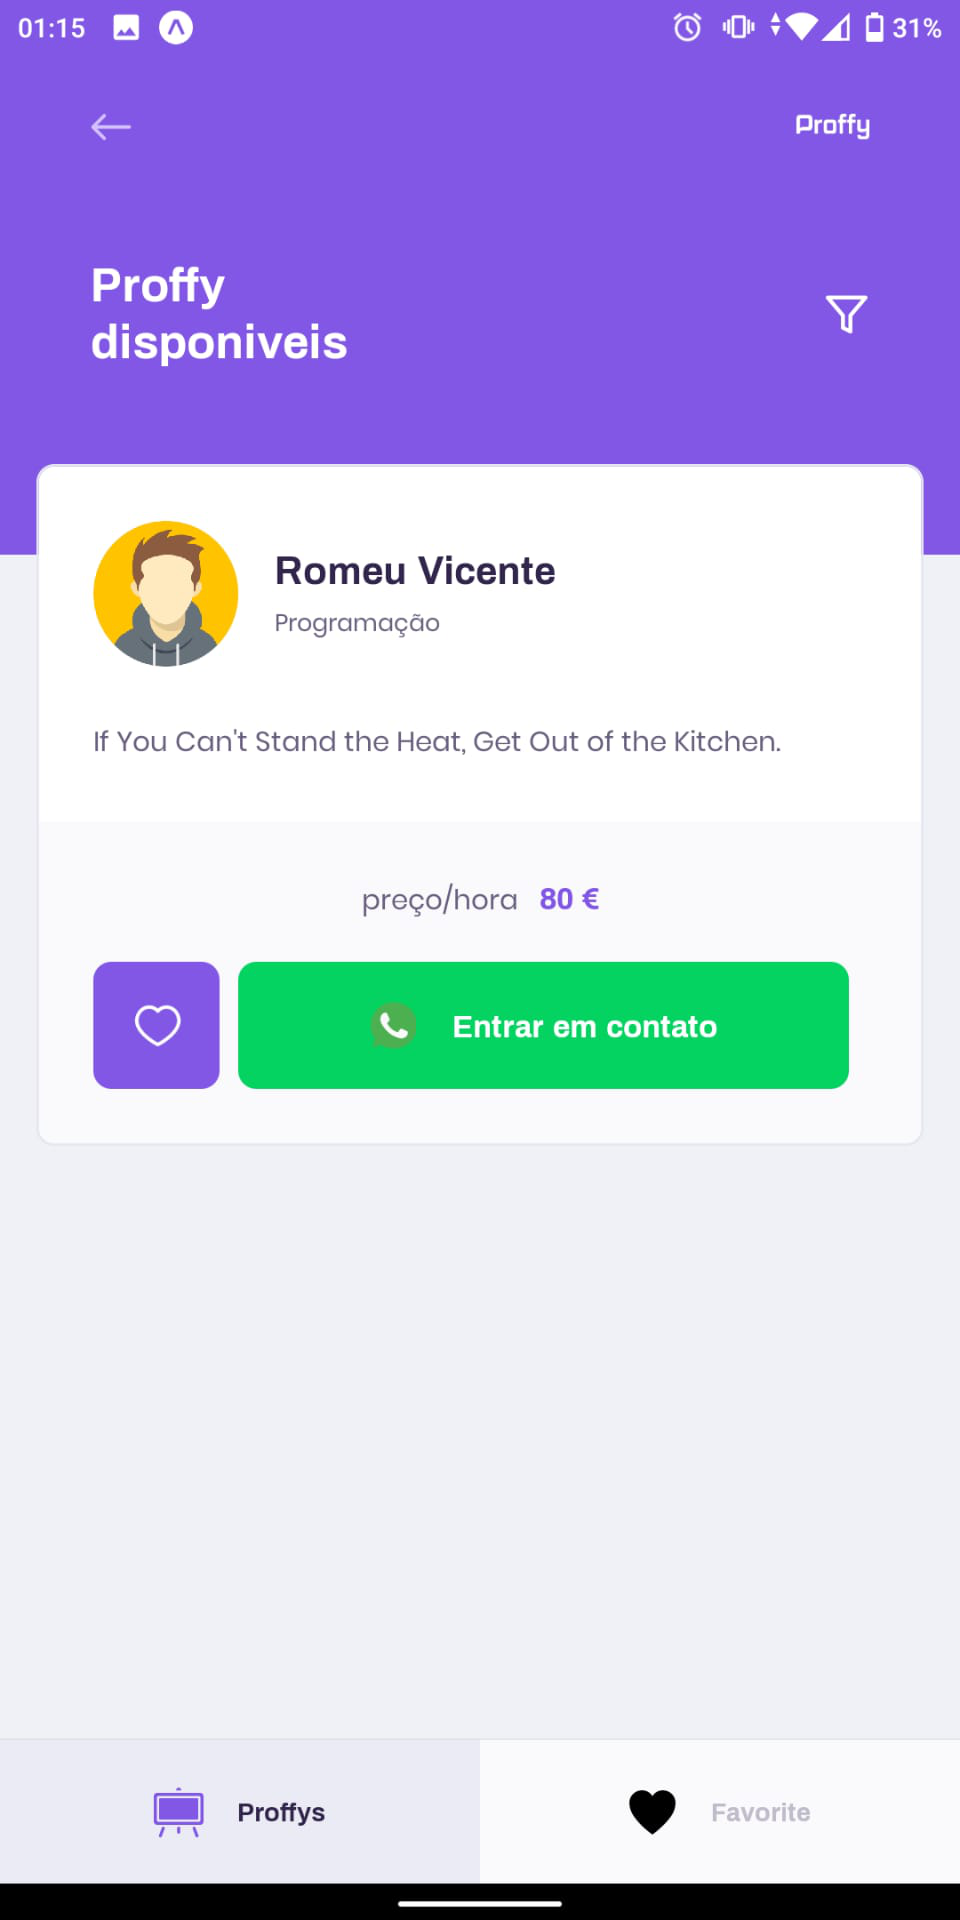 01:15
31%
Proffy
Proffy
disponiveis
Romeu Vicente
Programação
If You Can't Stand the Heat, Get Out of the Kitchen.
preço/hora 80 €
Entrar em contato
Proffys
Favorite